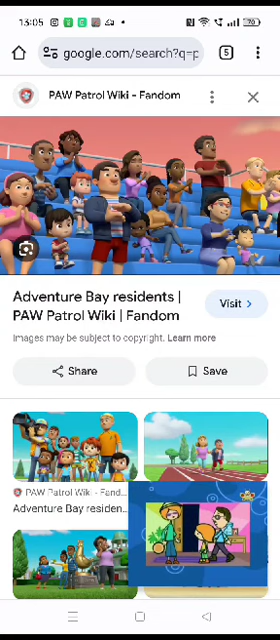 13:05
70
google.com/search?q=p
5
PAW Patrol Wiki - Fandom
Adventure Bay residents |
PAW Patrol Wiki | Fandom
Visit
Images may be subject to copyright. Learn more
Share
Save
PAW Patrol Wiki - Fand...
Adventure Bay residen...